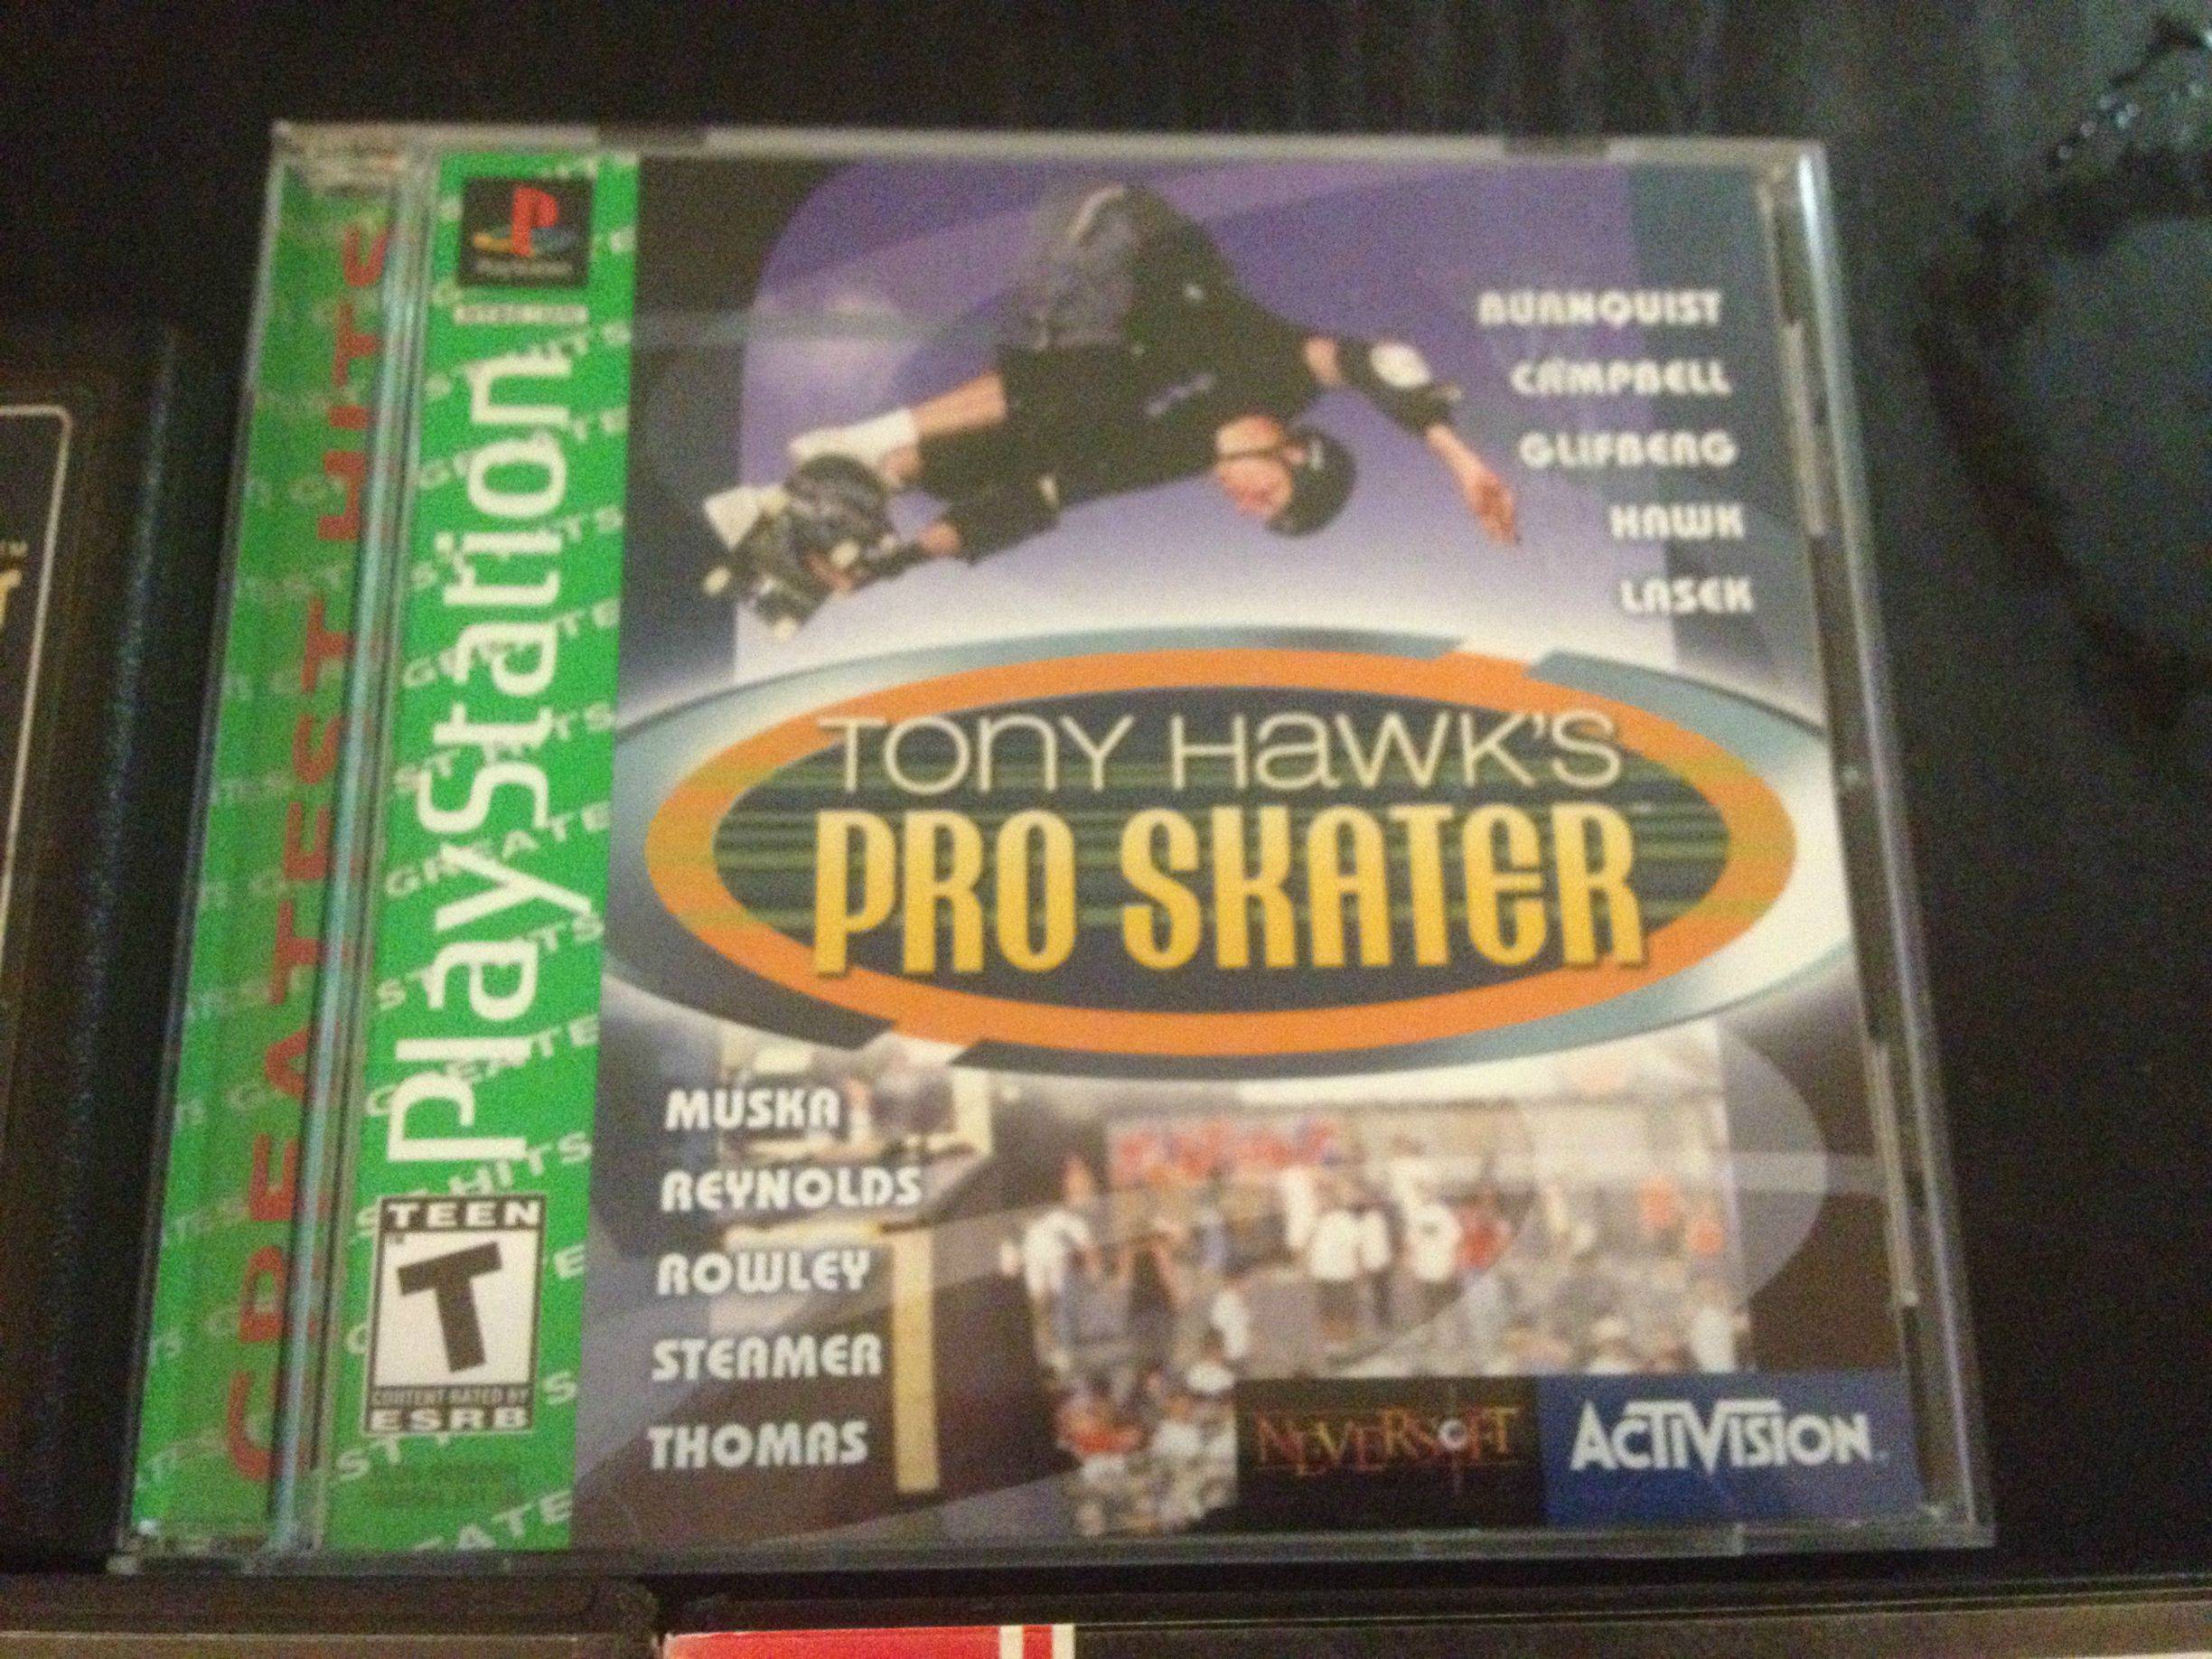 GREATEST HITS
PlayStation
PlayStation
BURNQUIST
CAMPBELL
GLIFBERG
HAWK
LASEK
TONY HAWK'S
PRO SKATER
MUSKA
REYNOLDS
ROWLEY
STEAMER
THOMAS
TEEN
T
CONTENT RATED BY
ESRB
NEVERSOFT
ACTIVISION